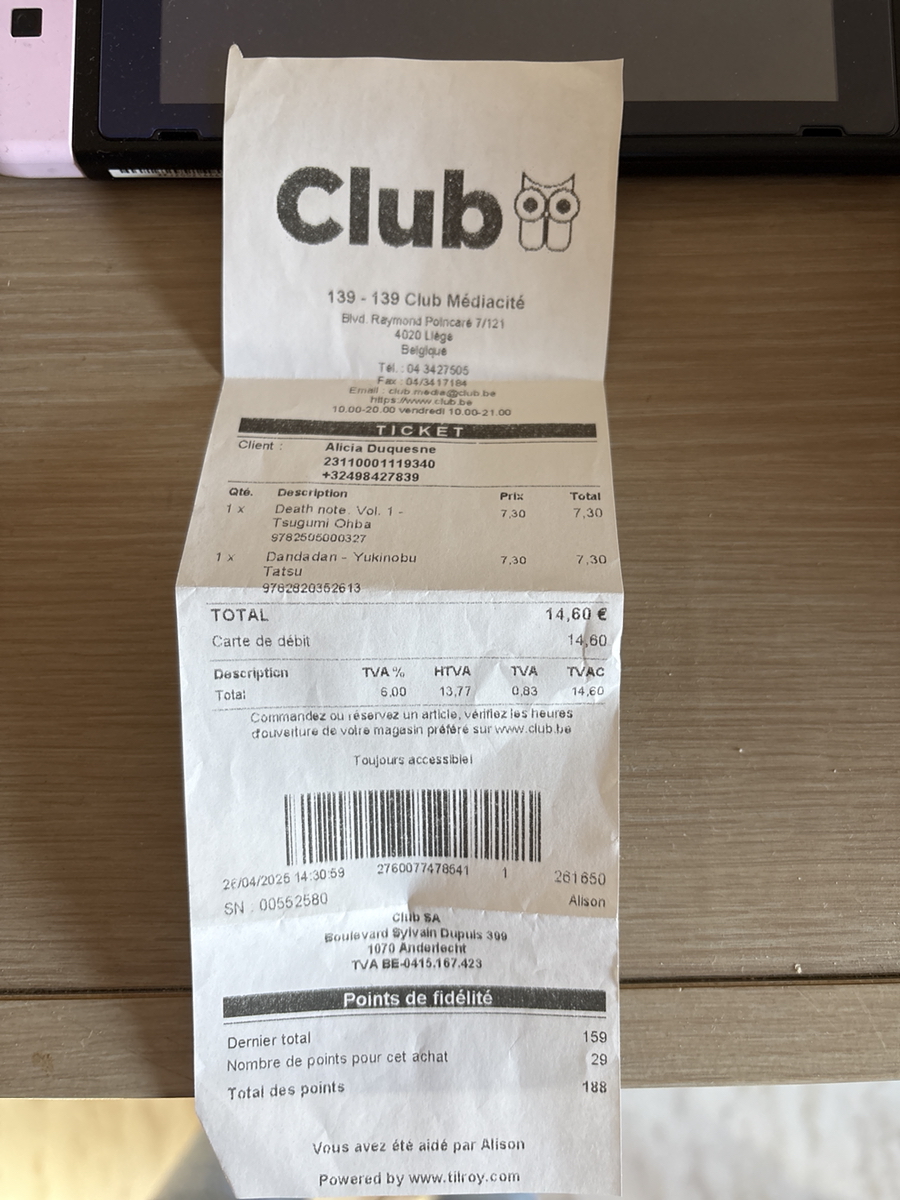 Club
139 - 139 Club Médiacité
Blvd. Raymond Poincaré 7/121
4020 Liège
Belgique
Tél. : 04 3427505
Fax : 04/3417184
Email : club.media@club.be
https://www.club.be
10.00-20.00 vendredi 10.00-21.00
TICKET
Client : Alicia Duquesne
23110001119340
+32498427839
Qté. Description Prix Total
1 x Death note. Vol. 1 - 7,30 7,30
Tsugumi Ohba
9782505000327
1 x Dandadan - Yukinobu 7,30 7,30
Tatsu
9782820352613
TOTAL 14,60 €
Carte de débit 14,60
Description TVA % HTVA TVA TVAC
Total 6,00 13,77 0,83 14,60
Commandez ou réservez un article, vérifiez les heures
d'ouverture de votre magasin préféré sur www.club.be
Toujours accessible!
26/04/2025 14:30:59 2760077478641 1 261650
SN . 00552580 Alison
Club SA
Boulevard Sylvain Dupuis 399
1070 Anderlecht
TVA BE-0415.167.423
Points de fidélité
Dernier total 159
Nombre de points pour cet achat 29
Total des points 188
Vous avez été aidé par Alison
Powered by www.tilroy.com